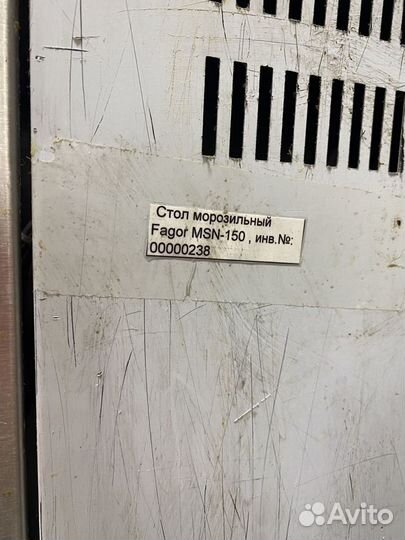 Стол морозильный
Fagor MSN-150 , инв.№:
00000238
Avito